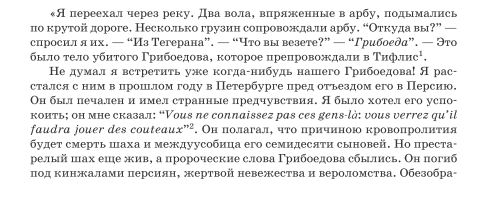 «Я переехал через реку. Два вола, впряженные в арбу, подымались
по крутой дороге. Несколько грузин сопровождали арбу. “Откуда вы?” —
спросил я их. — “Из Тегерана”. — “Что вы везете?” — “Грибоеда”. — Это
было тело убитого Грибоедова, которое препровождали в Тифлис¹.
Не думал я встретить уже когда-нибудь нашего Грибоедова! Я рас-
стался с ним в прошлом году в Петербурге пред отъездом его в Персию.
Он был печален и имел странные предчувствия. Я было хотел его успо-
коить; он мне сказал: “Vous ne connaissez pas ces gens-là: vous verrez qu’il
faudra jouer des couteaux”². Он полагал, что причиною кровопролития
будет смерть шаха и междуусобица его семидесяти сыновей. Но преста-
релый шах еще жив, а пророческие слова Грибоедова сбылись. Он погиб
под кинжалами персиян, жертвой невежества и вероломства. Обезобра-